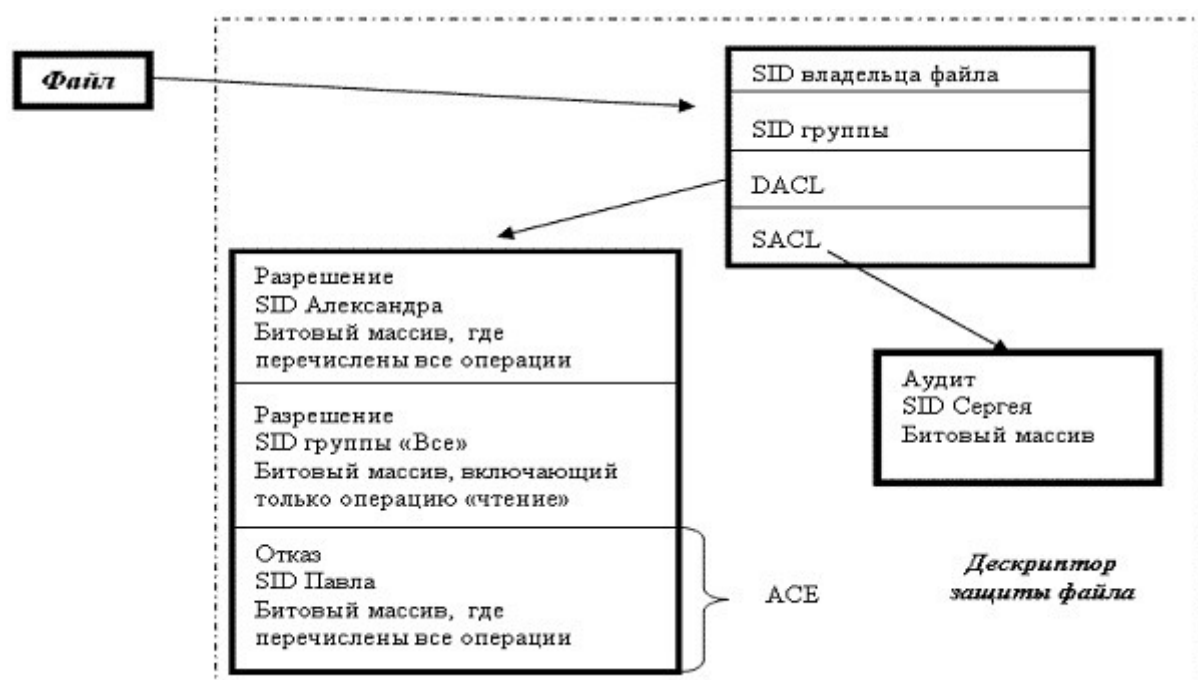 Файл
SID владельца файла
SID группы
DACL
SACL
Разрешение
SID Александра
Битовый массив, где
перечислены все операции
Разрешение
SID группы «Все»
Битовый массив, включающий
только операцию «чтение»
Отказ
SID Павла
Битовый массив, где
перечислены все операции
ACE
Аудит
SID Сергея
Битовый массив
Дескриптор
защиты файла